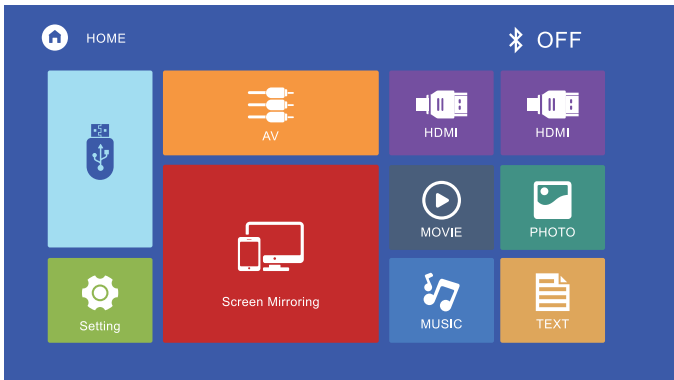 HOME
OFF
AV
HDMI
HDMI
MOVIE
PHOTO
Setting
Screen Mirroring
MUSIC
TEXT